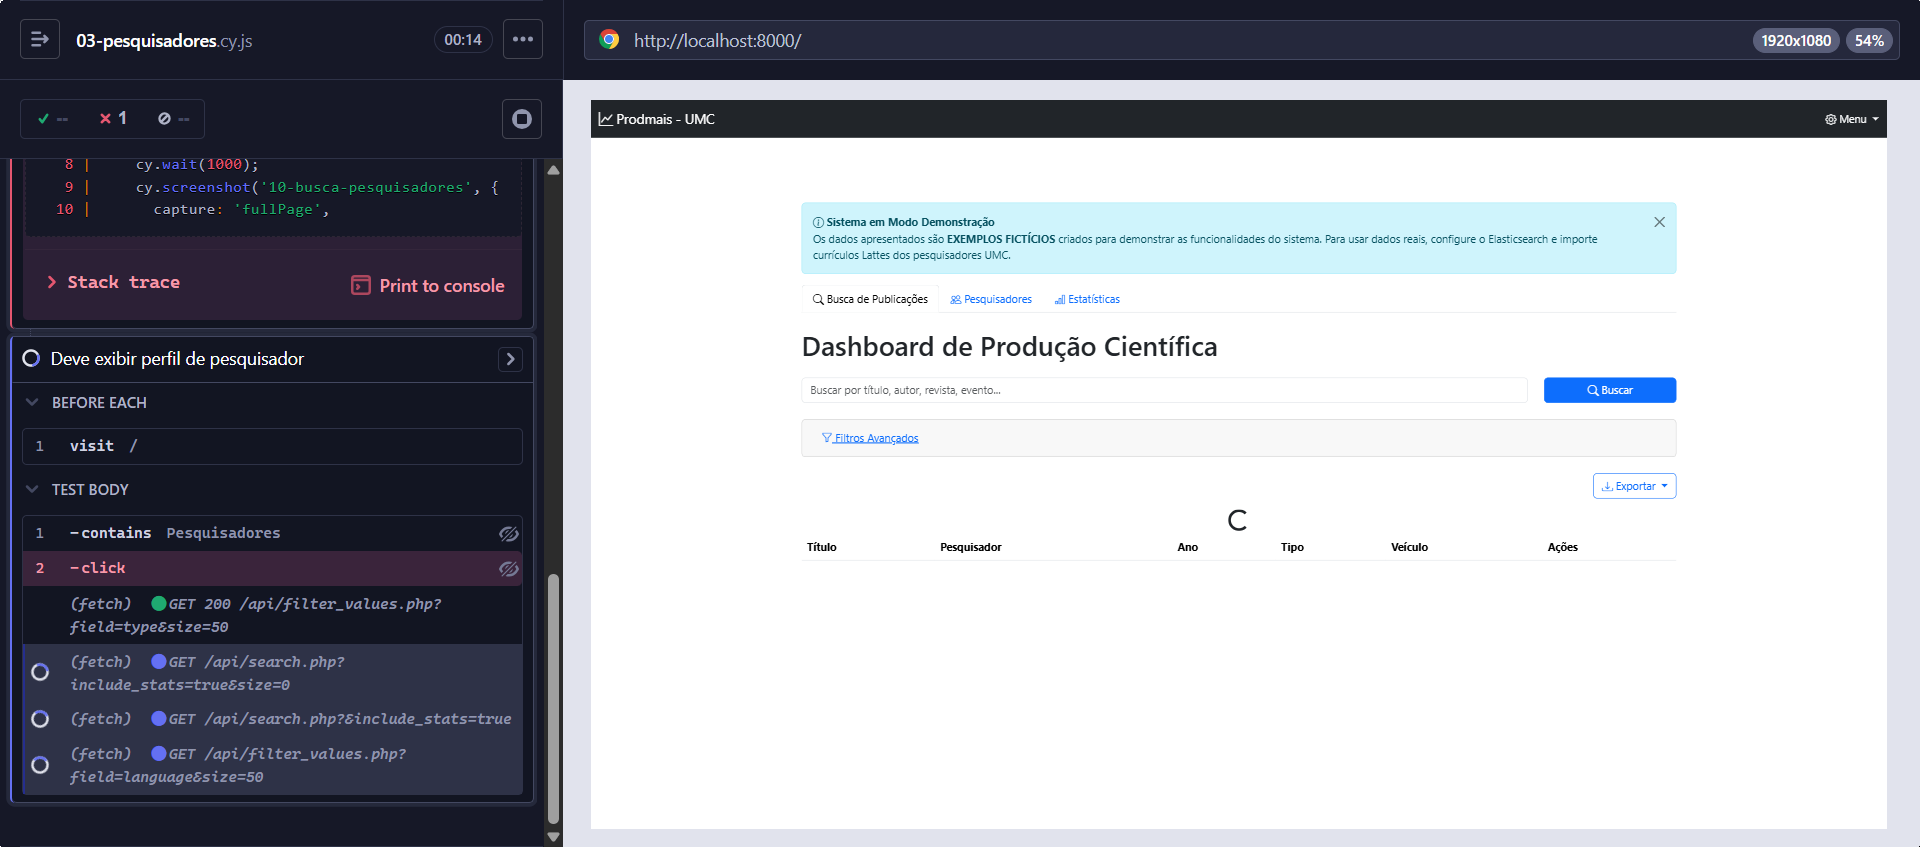 03-pesquisadores.cy.js
00:14
http://localhost:8000/
1920x1080
54%
--
1
--
8 | cy.wait(1000);
9 | cy.screenshot('10-busca-pesquisadores', {
10 | capture: 'fullPage',
Stack trace
Print to console
Deve exibir perfil de pesquisador
BEFORE EACH
1 visit /
TEST BODY
1 -contains Pesquisadores
2 -click
(fetch) GET 200 /api/filter_values.php?
field=type&size=50
(fetch) GET /api/search.php?
include_stats=true&size=0
(fetch) GET /api/search.php?&include_stats=true
(fetch) GET /api/filter_values.php?
field=language&size=50
Prodmais - UMC
Menu
Sistema em Modo Demonstração
Os dados apresentados são EXEMPLOS FICTÍCIOS criados para demonstrar as funcionalidades do sistema. Para usar dados reais, configure o Elasticsearch e importe
currículos Lattes dos pesquisadores UMC.
Busca de Publicações
Pesquisadores
Estatísticas
Dashboard de Produção Científica
Buscar por título, autor, revista, evento...
Buscar
Filtros Avançados
Exportar
Título Pesquisador Ano Tipo Veículo Ações